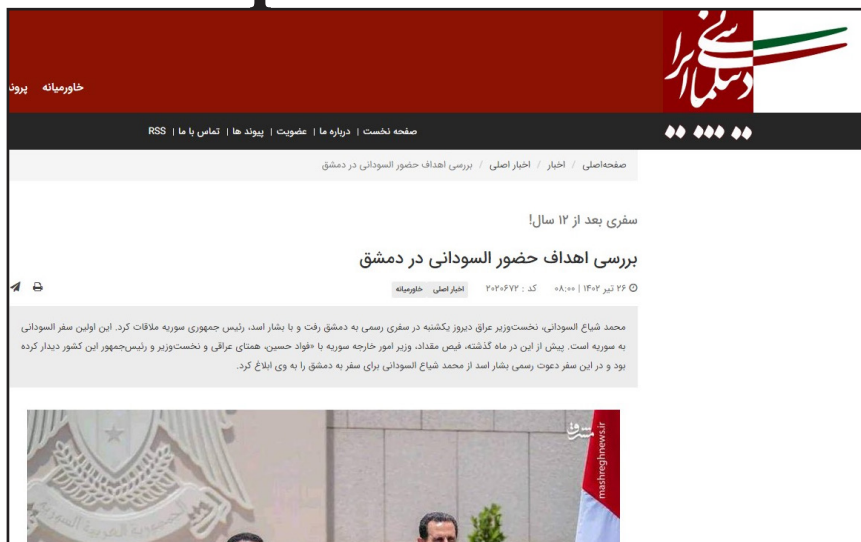 دیپلماسی ایرانی
خاورمیانه
صفحه نخست | درباره ما | عضویت | پیوند ها | تماس با ما | RSS
صفحه‌اصلی / اخبار / اخبار اصلی / بررسی اهداف حضور السودانی در دمشق
سفری بعد از ۱۲ سال!
بررسی اهداف حضور السودانی در دمشق
۲۶ تیر ۱۴۰۲ | ۰۸:۰۰ کد : ۲۰۲۰۶۷۲ اخبار اصلی خاورمیانه
محمد شیاع السودانی، نخست‌وزیر عراق دیروز یکشنبه در سفری رسمی به دمشق رفت و با بشار اسد، رئیس جمهوری سوریه ملاقات کرد. این اولین سفر السودانی
به سوریه است. پیش از این در ماه گذشته، فیص مقداد، وزیر امور خارجه سوریه با «فواد حسین، همتای عراقی و نخست‌وزیر و رئیس‌جمهور این کشور دیدار کرده
بود و در این سفر دعوت رسمی بشار اسد از محمد شیاع السودانی برای سفر به دمشق را به وی ابلاغ کرد.
مشرق
mashreghnews.ir
الجمهورية العربية السورية